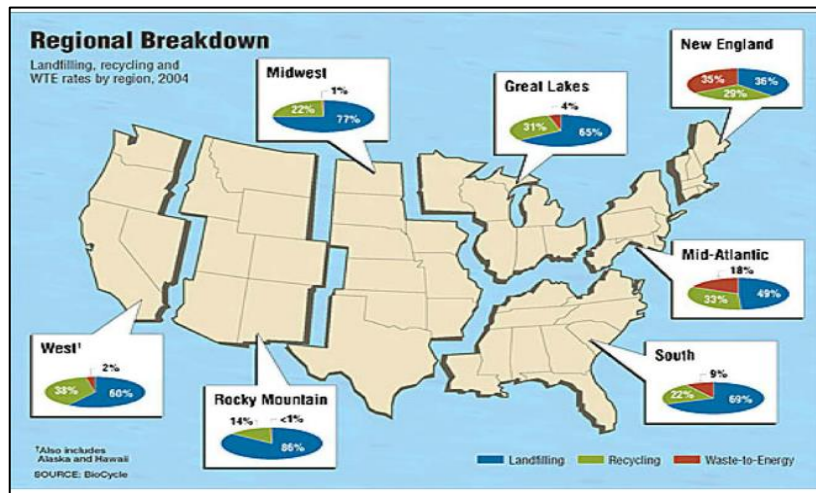 Regional Breakdown
Landfilling, recycling and
WTE rates by region, 2004
Midwest
1%
22%
77%
Great Lakes
4%
31%
65%
New England
35%
36%
29%
Mid-Atlantic
18%
33%
49%
South
9%
22%
69%
West†
2%
38%
60%
Rocky Mountain
14%
<1%
86%
†Also includes
Alaska and Hawaii
SOURCE: BioCycle
Landfilling
Recycling
Waste-to-Energy